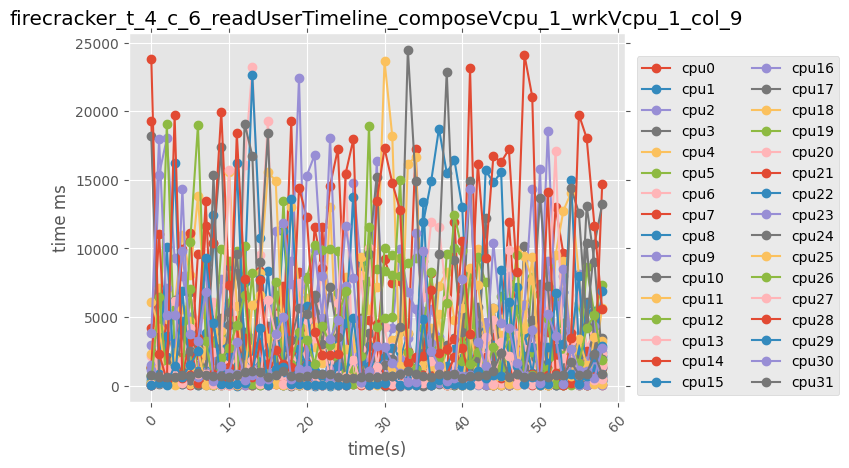 firecracker_t_4_c_6_readUserTimeline_composeVcpu_1_wrkVcpu_1_col_9
25000
20000
15000
10000
5000
0
time ms
0 10 20 30 40 50 60
time(s)
cpu0 cpu16
cpu1 cpu17
cpu2 cpu18
cpu3 cpu19
cpu4 cpu20
cpu5 cpu21
cpu6 cpu22
cpu7 cpu23
cpu8 cpu24
cpu9 cpu25
cpu10 cpu26
cpu11 cpu27
cpu12 cpu28
cpu13 cpu29
cpu14 cpu30
cpu15 cpu31